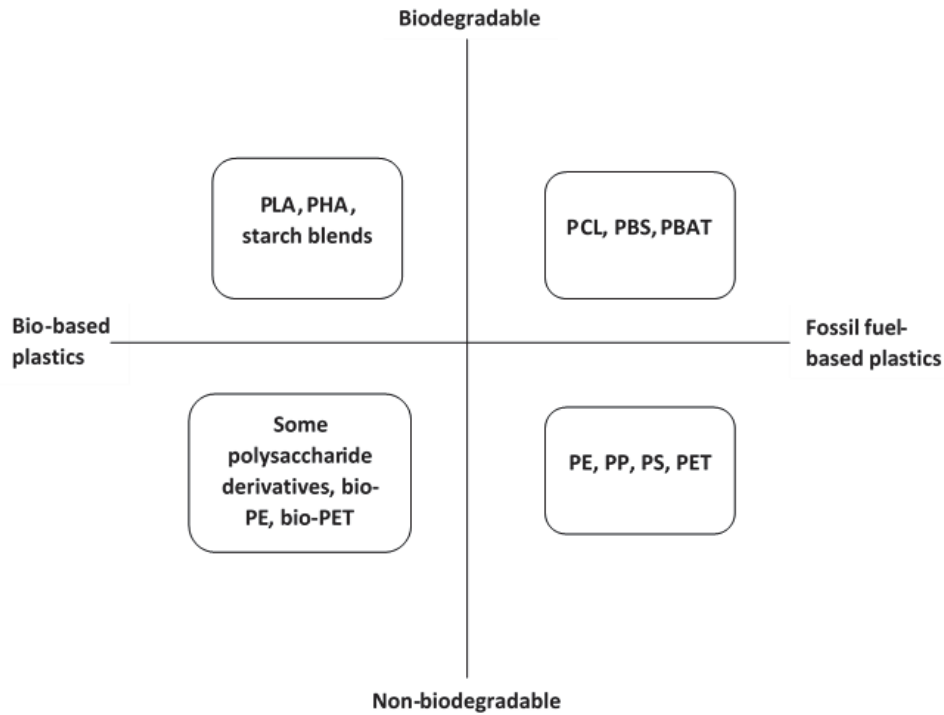 Biodegradable
PLA, PHA,
starch blends
PCL, PBS, PBAT
Bio-based
plastics
Fossil fuel-
based plastics
Some
polysaccharide
derivatives, bio-
PE, bio-PET
PE, PP, PS, PET
Non-biodegradable